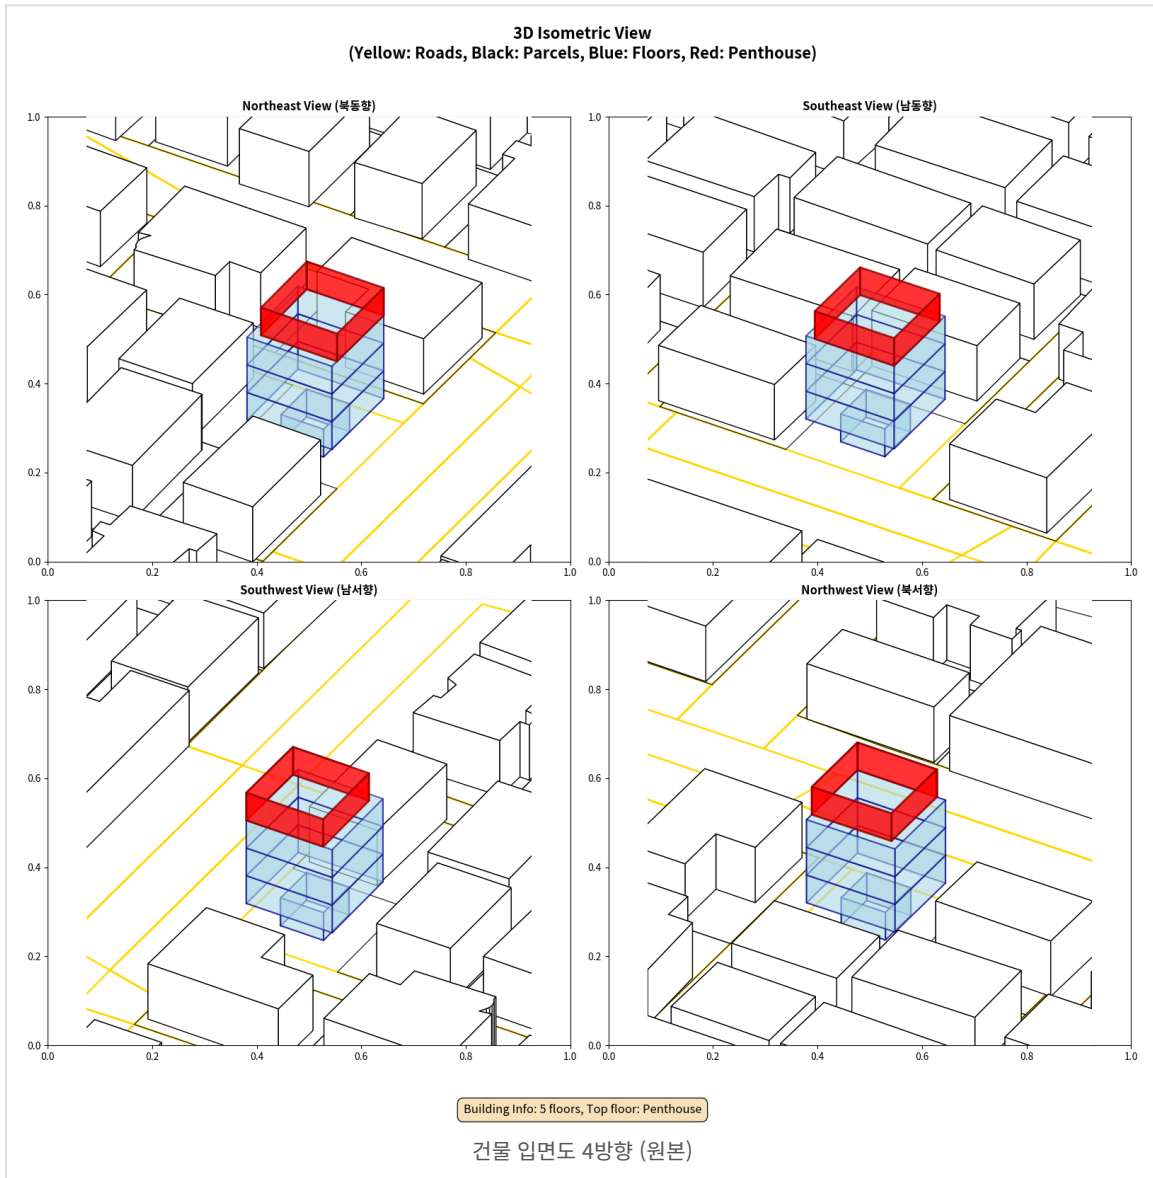 3D Isometric View
(Yellow: Roads, Black: Parcels, Blue: Floors, Red: Penthouse)
Northeast View (북동향)
1.0
0.8
0.6
0.4
0.2
0.0
0.0 0.2 0.4 0.6 0.8 1.0
Southeast View (남동향)
1.0
0.8
0.6
0.4
0.2
0.0
0.0 0.2 0.4 0.6 0.8 1.0
Southwest View (남서향)
1.0
0.8
0.6
0.4
0.2
0.0
0.0 0.2 0.4 0.6 0.8 1.0
Northwest View (북서향)
1.0
0.8
0.6
0.4
0.2
0.0
0.0 0.2 0.4 0.6 0.8 1.0
Building Info: 5 floors, Top floor: Penthouse
건물 입면도 4방향 (원본)